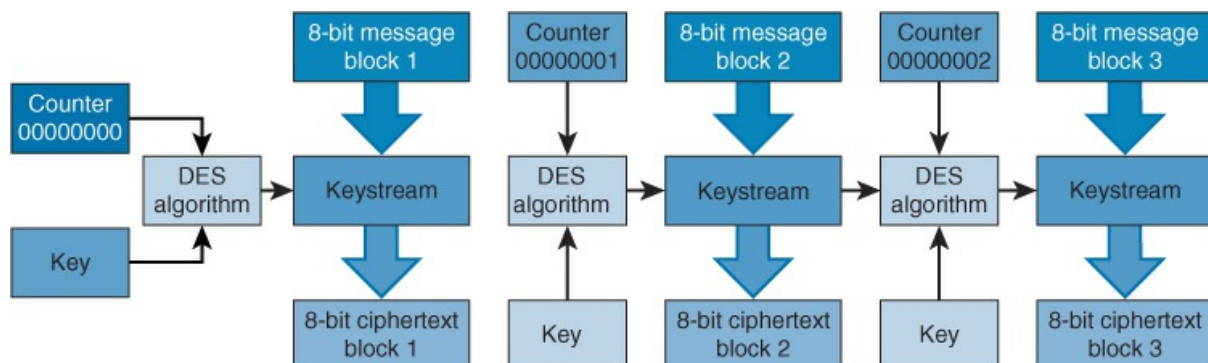 8-bit message
block 1
Counter
00000001
8-bit message
block 2
Counter
00000002
8-bit message
block 3
Counter
00000000
DES
algorithm
Keystream
DES
algorithm
Keystream
DES
algorithm
Keystream
Key
8-bit ciphertext
block 1
Key
8-bit ciphertext
block 2
Key
8-bit ciphertext
block 3